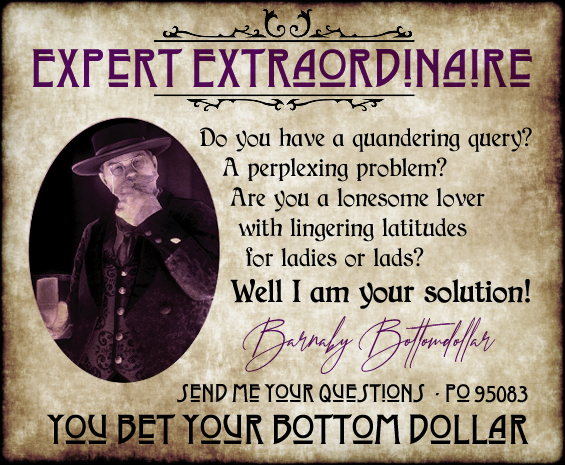 EXPERT EXTRAORDINAIRE
Do you have a quandering query?
A perplexing problem?
Are you a lonesome lover
with lingering latitudes
for ladies or lads?
Well I am your solution!
Barnaby Bottomdollar
SEND ME YOUR QUESTIONS · PO 95083
YOU BET YOUR BOTTOM DOLLAR